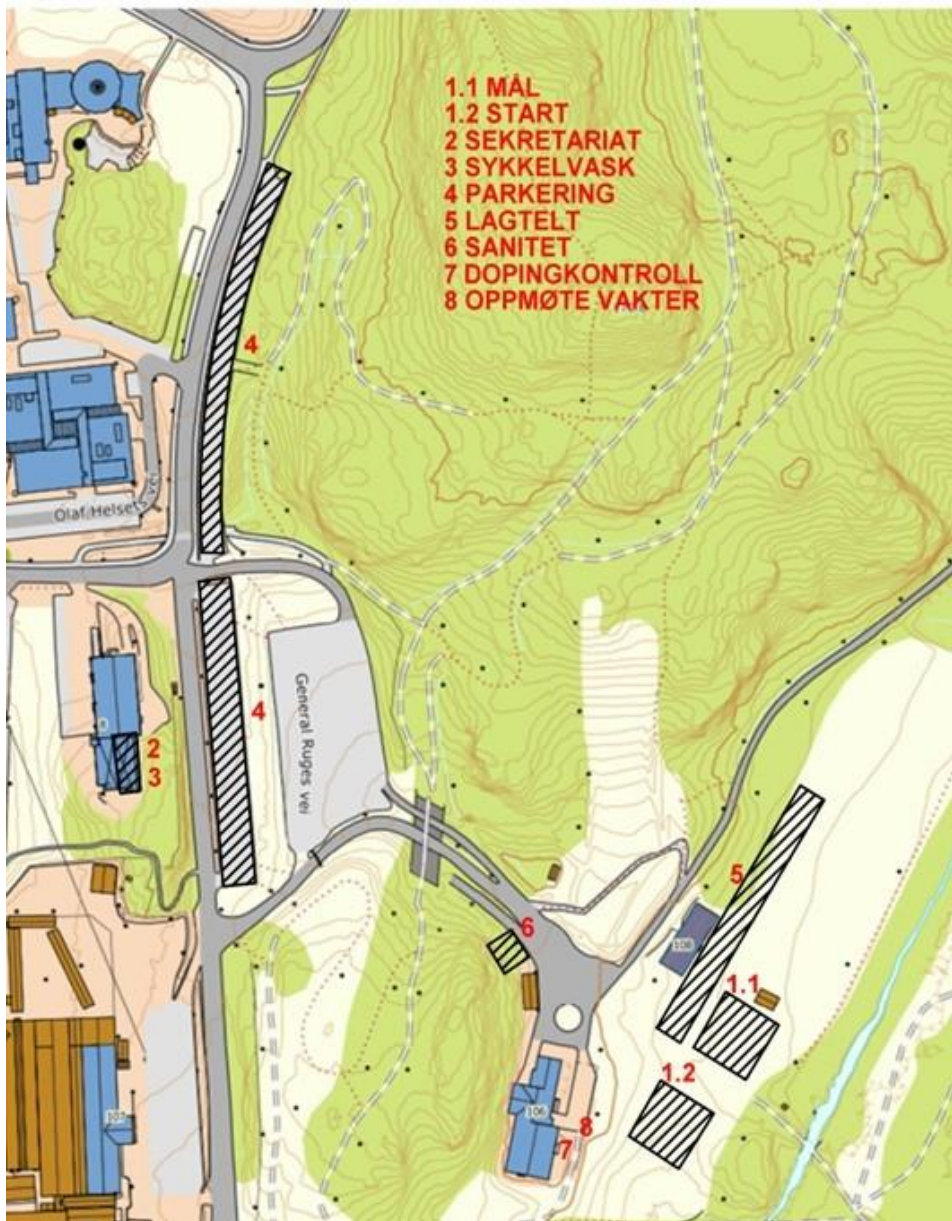 1.1 MÅL
1.2 START
2 SEKRETARIAT
3 SYKKELVASK
4 PARKERING
5 LAGTELT
6 SANITET
7 DOPINGKONTROLL
8 OPPMØTE VAKTER
4
Olaf Helsets vei
4
General Ruges vei
2
3
5
6
108
1.1
1.2
107
106
8
7